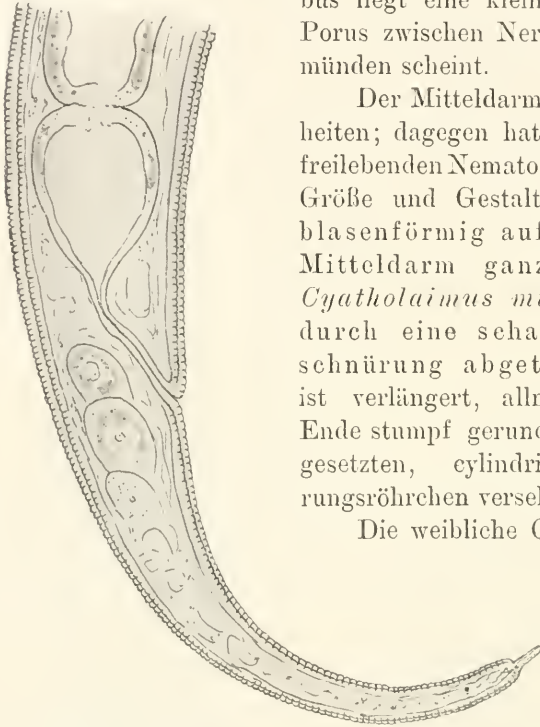 bus liegt eine klein
Porus zwischen Ner
münden scheint.
Der Mitteldarm
heiten; dagegen hat
freilebenden Nemato
Größe und Gestalt
blasenförmig auf
Mitteldarm ganz
Cyatholaimus
durch eine scha
schnürung abget
ist verlängert, allr
Ende stumpf gerund
gesetzten, cylindri
rungsröhrchen versel
Die weibliche